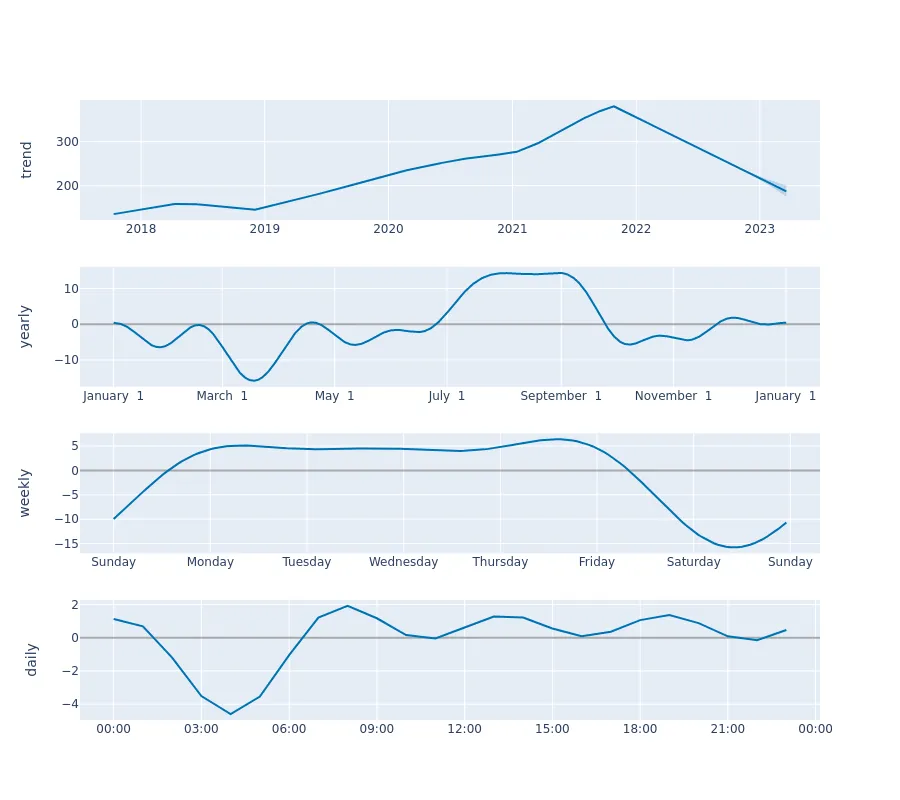 trend
300
200
2018 2019 2020 2021 2022 2023
yearly
10
0
−10
January 1 March 1 May 1 July 1 September 1 November 1 January 1
weekly
5
0
−5
−10
−15
Sunday Monday Tuesday Wednesday Thursday Friday Saturday Sunday
daily
2
0
−2
−4
00:00 03:00 06:00 09:00 12:00 15:00 18:00 21:00 00:00